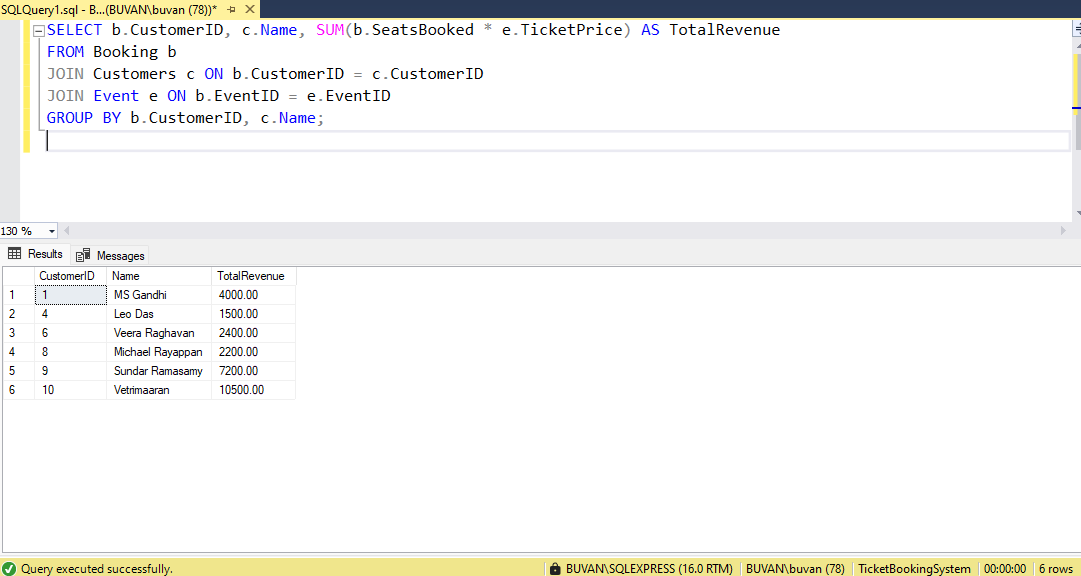 SQLQuery1.sql - B...(BUVAN\buvan (78))*
SELECT b.CustomerID, c.Name, SUM(b.SeatsBooked * e.TicketPrice) AS TotalRevenue
FROM Booking b
JOIN Customers c ON b.CustomerID = c.CustomerID
JOIN Event e ON b.EventID = e.EventID
GROUP BY b.CustomerID, c.Name;
130 %
Results Messages
CustomerID Name TotalRevenue
1 1 MS Gandhi 4000.00
2 4 Leo Das 1500.00
3 6 Veera Raghavan 2400.00
4 8 Michael Rayappan 2200.00
5 9 Sundar Ramasamy 7200.00
6 10 Vetrimaaran 10500.00
Query executed successfully. BUVAN\SQLEXPRESS (16.0 RTM) BUVAN\buvan (78) TicketBookingSystem 00:00:00 6 rows